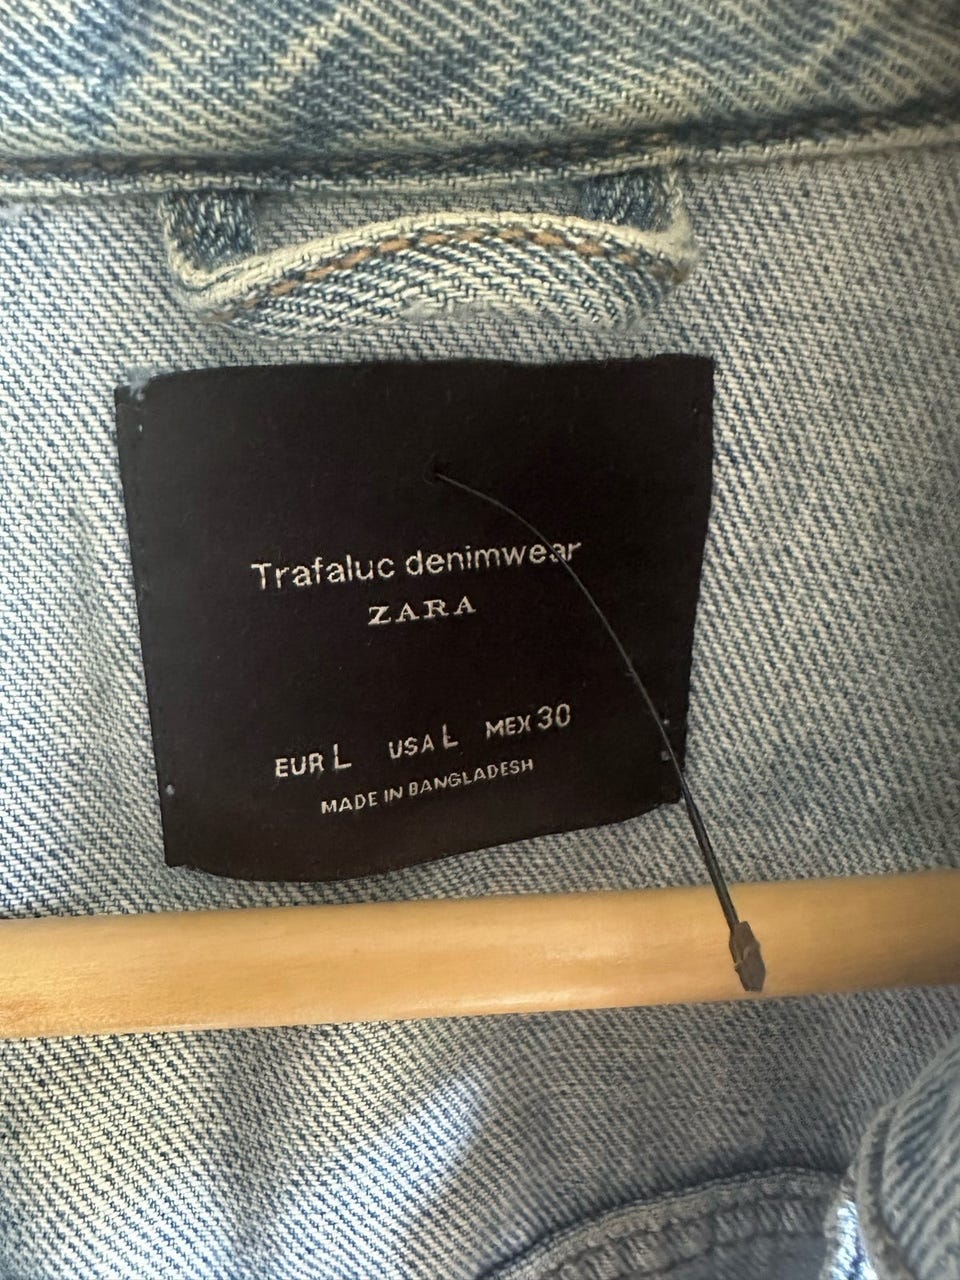 Trafaluc denimwear
ZARA
EUR L USA L MEX 30
MADE IN BANGLADESH